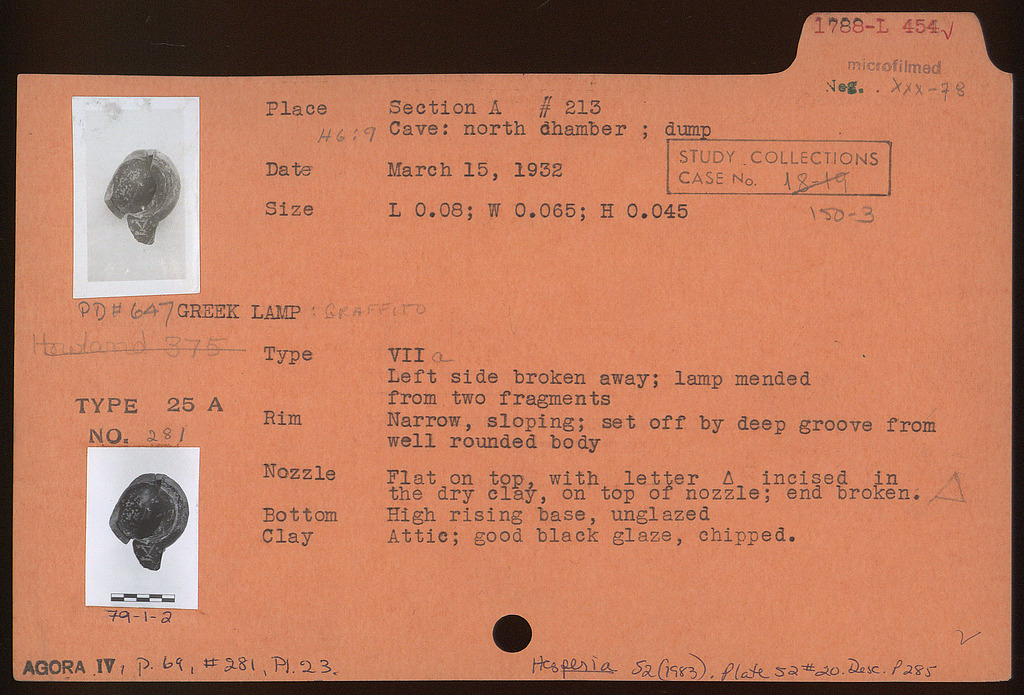 1788-L 454 √
microfilmed
Neg. . XXX-78
Place Section A # 213
H6:9 Cave: north dhamber ; dump
STUDY COLLECTIONS
CASE No. 18-19
Date March 15, 1932
Size L 0.08; W 0.065; H 0.045
150-3
PD# 647 GREEK LAMP : GRAFFITO
Howland 375
Type VII a
Left side broken away; lamp mended
from two fragments
TYPE 25 A
NO. 281
Rim Narrow, sloping; set off by deep groove from
well rounded body
Nozzle Flat on top, with letter Δ incised in
the dry clay, on top of nozzle; end broken. Δ
Bottom High rising base, unglazed
Clay Attic; good black glaze, chipped.
79-1-2
AGORA IV, P. 69, #281, Pl. 23.
Hesperia 52 (1983). Plate 52 #20. Desc. P 285